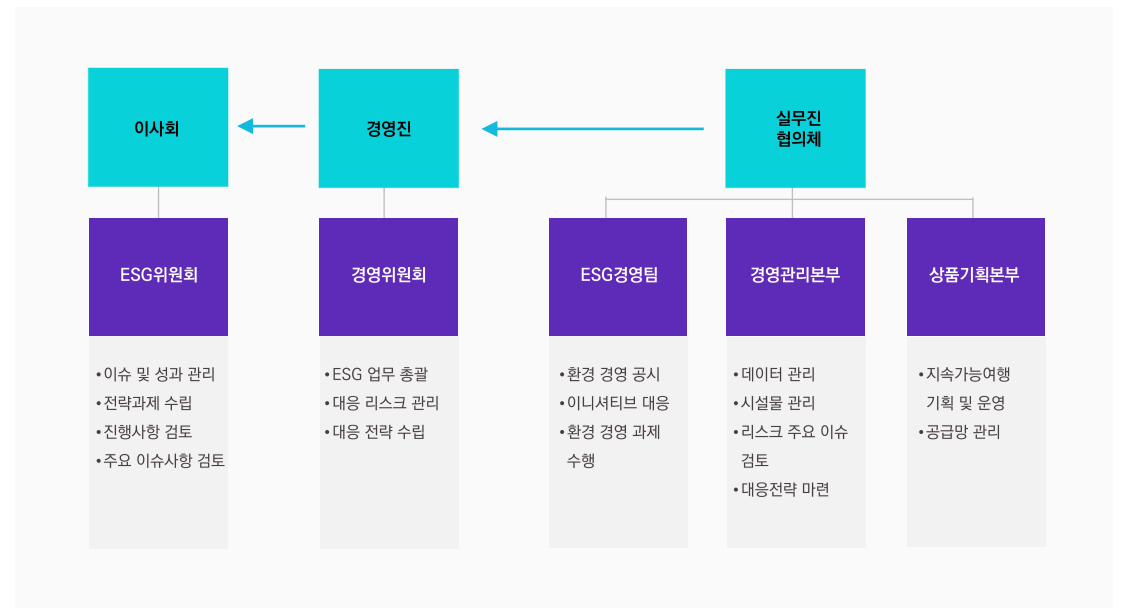 이사회
경영진
실무진
협의체
ESG위원회
경영위원회
ESG경영팀
경영관리본부
상품기획본부
• 이슈 및 성과 관리
• 전략과제 수립
• 진행사항 검토
• 주요 이슈사항 검토
• ESG 업무 총괄
• 대응 리스크 관리
• 대응 전략 수립
• 환경 경영 공시
• 이니셔티브 대응
• 환경 경영 과제
수행
• 데이터 관리
• 시설물 관리
• 리스크 주요 이슈
검토
• 대응전략 마련
• 지속가능여행
기획 및 운영
• 공급망 관리